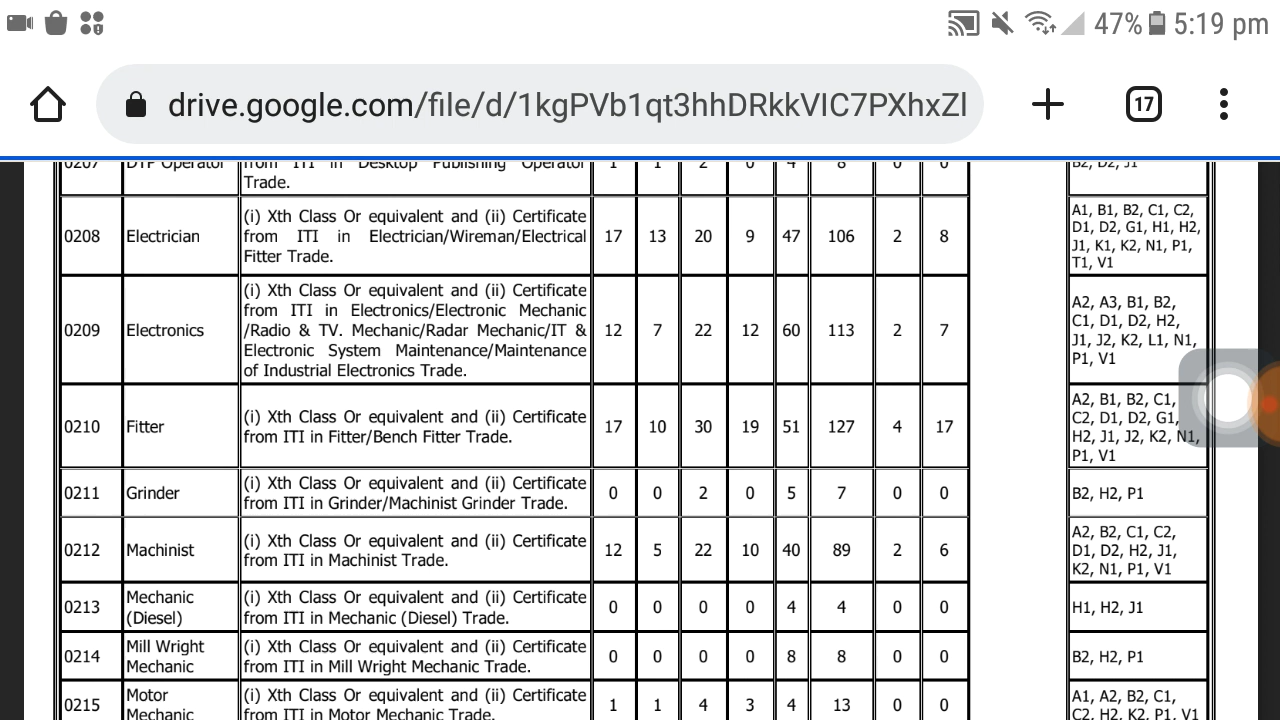 47% 5:19 pm
drive.google.com/file/d/1kgPVb1qt3hhDRkkVIC7PXhxZl
17
0207 DTP Operator from ITI in Desktop Publishing Operator 1 1 2 0 4 8 0 0 B2, D2, J1
Trade.
0208 Electrician
(i) Xth Class Or equivalent and (ii) Certificate
from ITI in Electrician/Wireman/Electrical
Fitter Trade.
17 13 20 9 47 106 2 8
A1, B1, B2, C1, C2,
D1, D2, G1, H1, H2,
J1, K1, K2, N1, P1,
T1, V1
0209 Electronics
(i) Xth Class Or equivalent and (ii) Certificate
from ITI in Electronics/Electronic Mechanic
/Radio & TV. Mechanic/Radar Mechanic/IT &
Electronic System Maintenance/Maintenance
of Industrial Electronics Trade.
12 7 22 12 60 113 2 7
A2, A3, B1, B2,
C1, D1, D2, H2,
J1, J2, K2, L1, N1,
P1, V1
0210 Fitter
(i) Xth Class Or equivalent and (ii) Certificate
from ITI in Fitter/Bench Fitter Trade.
17 10 30 19 51 127 4 17
A2, B1, B2, C1,
C2, D1, D2, G1,
H2, J1, J2, K2, N1,
P1, V1
0211 Grinder
(i) Xth Class Or equivalent and (ii) Certificate
from ITI in Grinder/Machinist Grinder Trade.
0 0 2 0 5 7 0 0
B2, H2, P1
0212 Machinist
(i) Xth Class Or equivalent and (ii) Certificate
from ITI in Machinist Trade.
12 5 22 10 40 89 2 6
A2, B2, C1, C2,
D1, D2, H2, J1,
K2, N1, P1, V1
0213 Mechanic
(Diesel)
(i) Xth Class Or equivalent and (ii) Certificate
from ITI in Mechanic (Diesel) Trade.
0 0 0 0 4 4 0 0
H1, H2, J1
0214 Mill Wright
Mechanic
(i) Xth Class Or equivalent and (ii) Certificate
from ITI in Mill Wright Mechanic Trade.
0 0 0 0 8 8 0 0
B2, H2, P1
0215 Motor
Mechanic
(i) Xth Class Or equivalent and (ii) Certificate
from ITI in Motor Mechanic Trade.
1 1 4 3 4 13 0 0
A1, A2, B2, C1,
C2, H2, K2, P1, V1